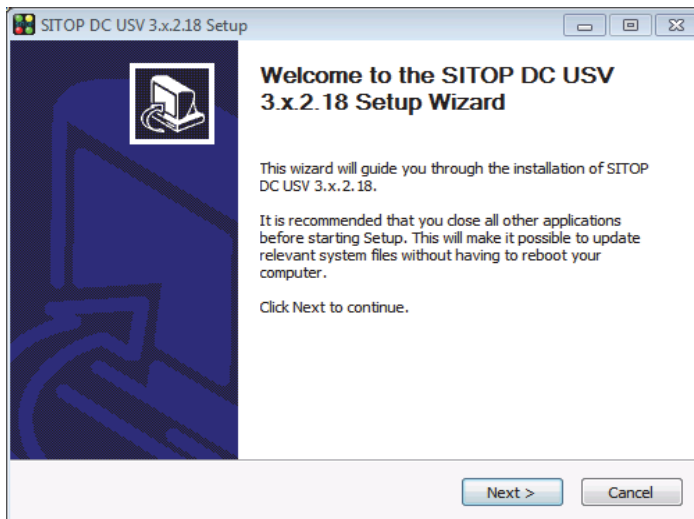 SITOP DC USV 3.x.2.18 Setup
Welcome to the SITOP DC USV
3.x.2.18 Setup Wizard
This wizard will guide you through the installation of SITOP
DC USV 3.x.2.18.
It is recommended that you close all other applications
before starting Setup. This will make it possible to update
relevant system files without having to reboot your
computer.
Click Next to continue.
Next >
Cancel